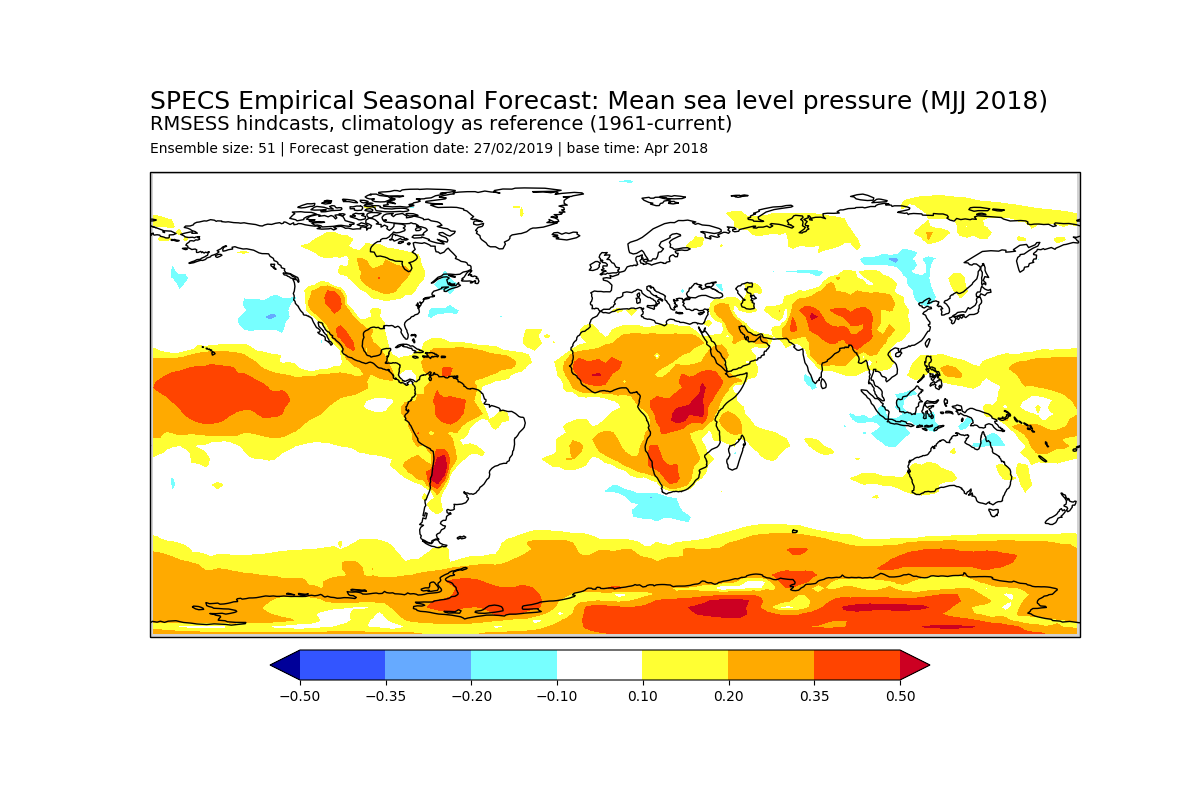 SPECS Empirical Seasonal Forecast: Mean sea level pressure (MJJ 2018)
RMSESS hindcasts, climatology as reference (1961-current)
Ensemble size: 51 | Forecast generation date: 27/02/2019 | base time: Apr 2018
−0.50 −0.35 −0.20 −0.10 0.10 0.20 0.35 0.50